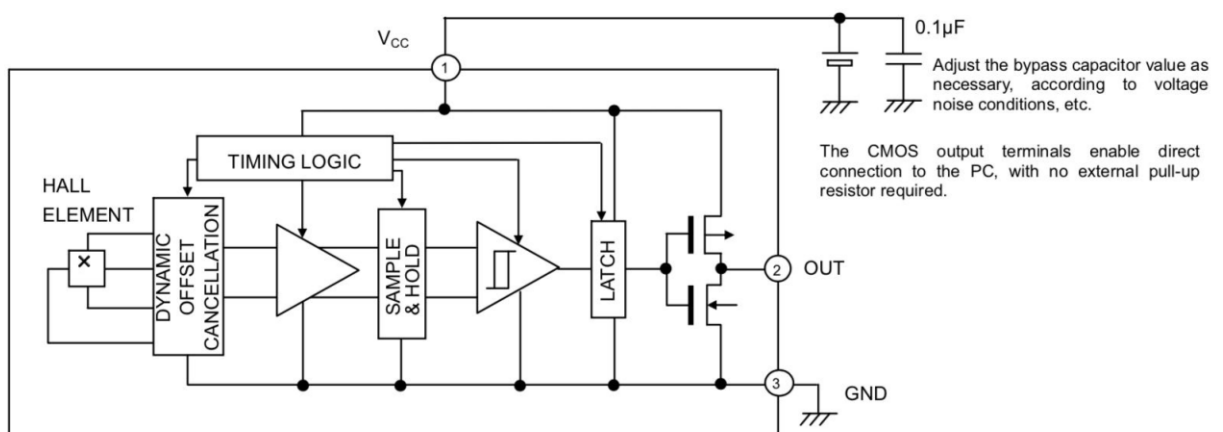 0.1µF
VCC
1
Adjust the bypass capacitor value as
necessary, according to voltage
noise conditions, etc.
The CMOS output terminals enable direct
connection to the PC, with no external pull-up
resistor required.
TIMING LOGIC
HALL
ELEMENT
×
DYNAMIC
OFFSET
CANCELLATION
SAMPLE
& HOLD
LATCH
2
OUT
3
GND